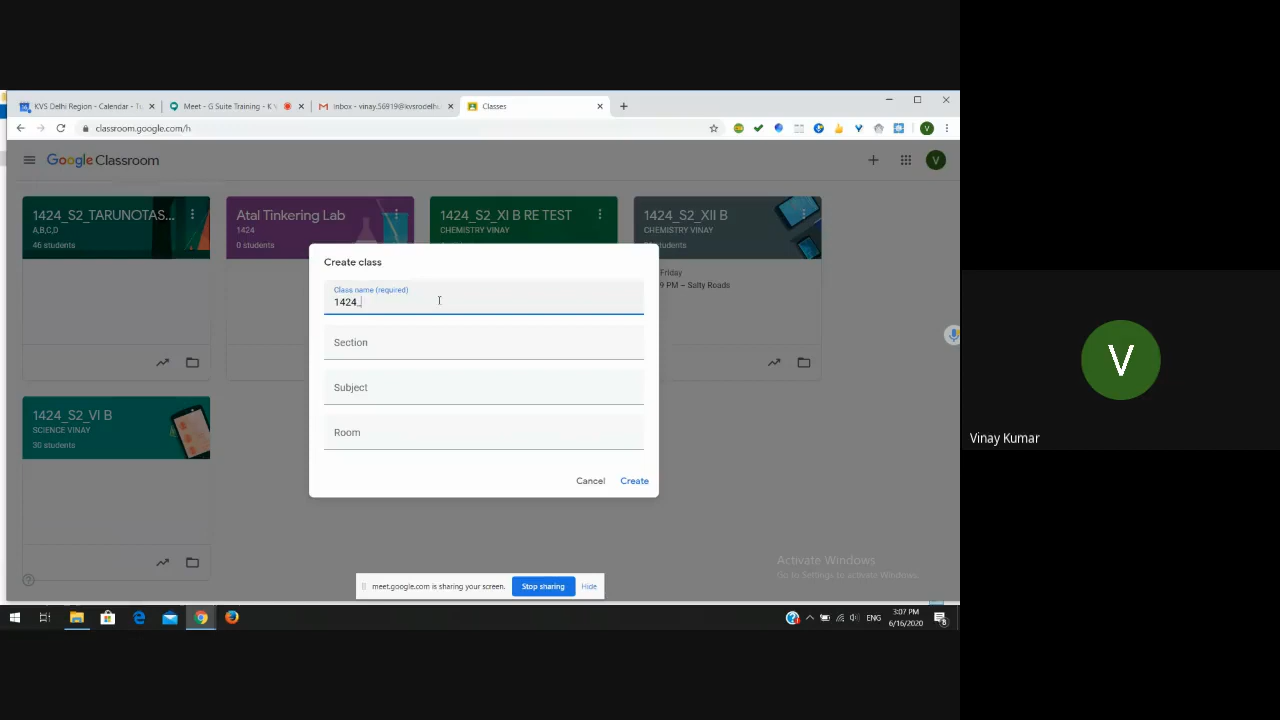 KVS Delhi Region - Calendar - Tu
Meet - G Suite Training - K V
Inbox - vinay.56919@kvsrodelhi
Classes
classroom.google.com/h
V
Google Classroom
V
1424_S2_TARUNOTAS...
A,B,C,D
46 students
Atal Tinkering Lab
1424
0 students
1424_S2_XI B RE TEST
CHEMISTRY VINAY
1424_S2_XII B
CHEMISTRY VINAY
Friday
9 PM – Salty Roads
Create class
Class name (required)
1424_
Section
Subject
Room
Cancel
Create
1424_S2_VI B
SCIENCE VINAY
30 students
Activate Windows
Go to Settings to activate Windows.
meet.google.com is sharing your screen.
Stop sharing
Hide
ENG
3:07 PM
6/16/2020
V
Vinay Kumar